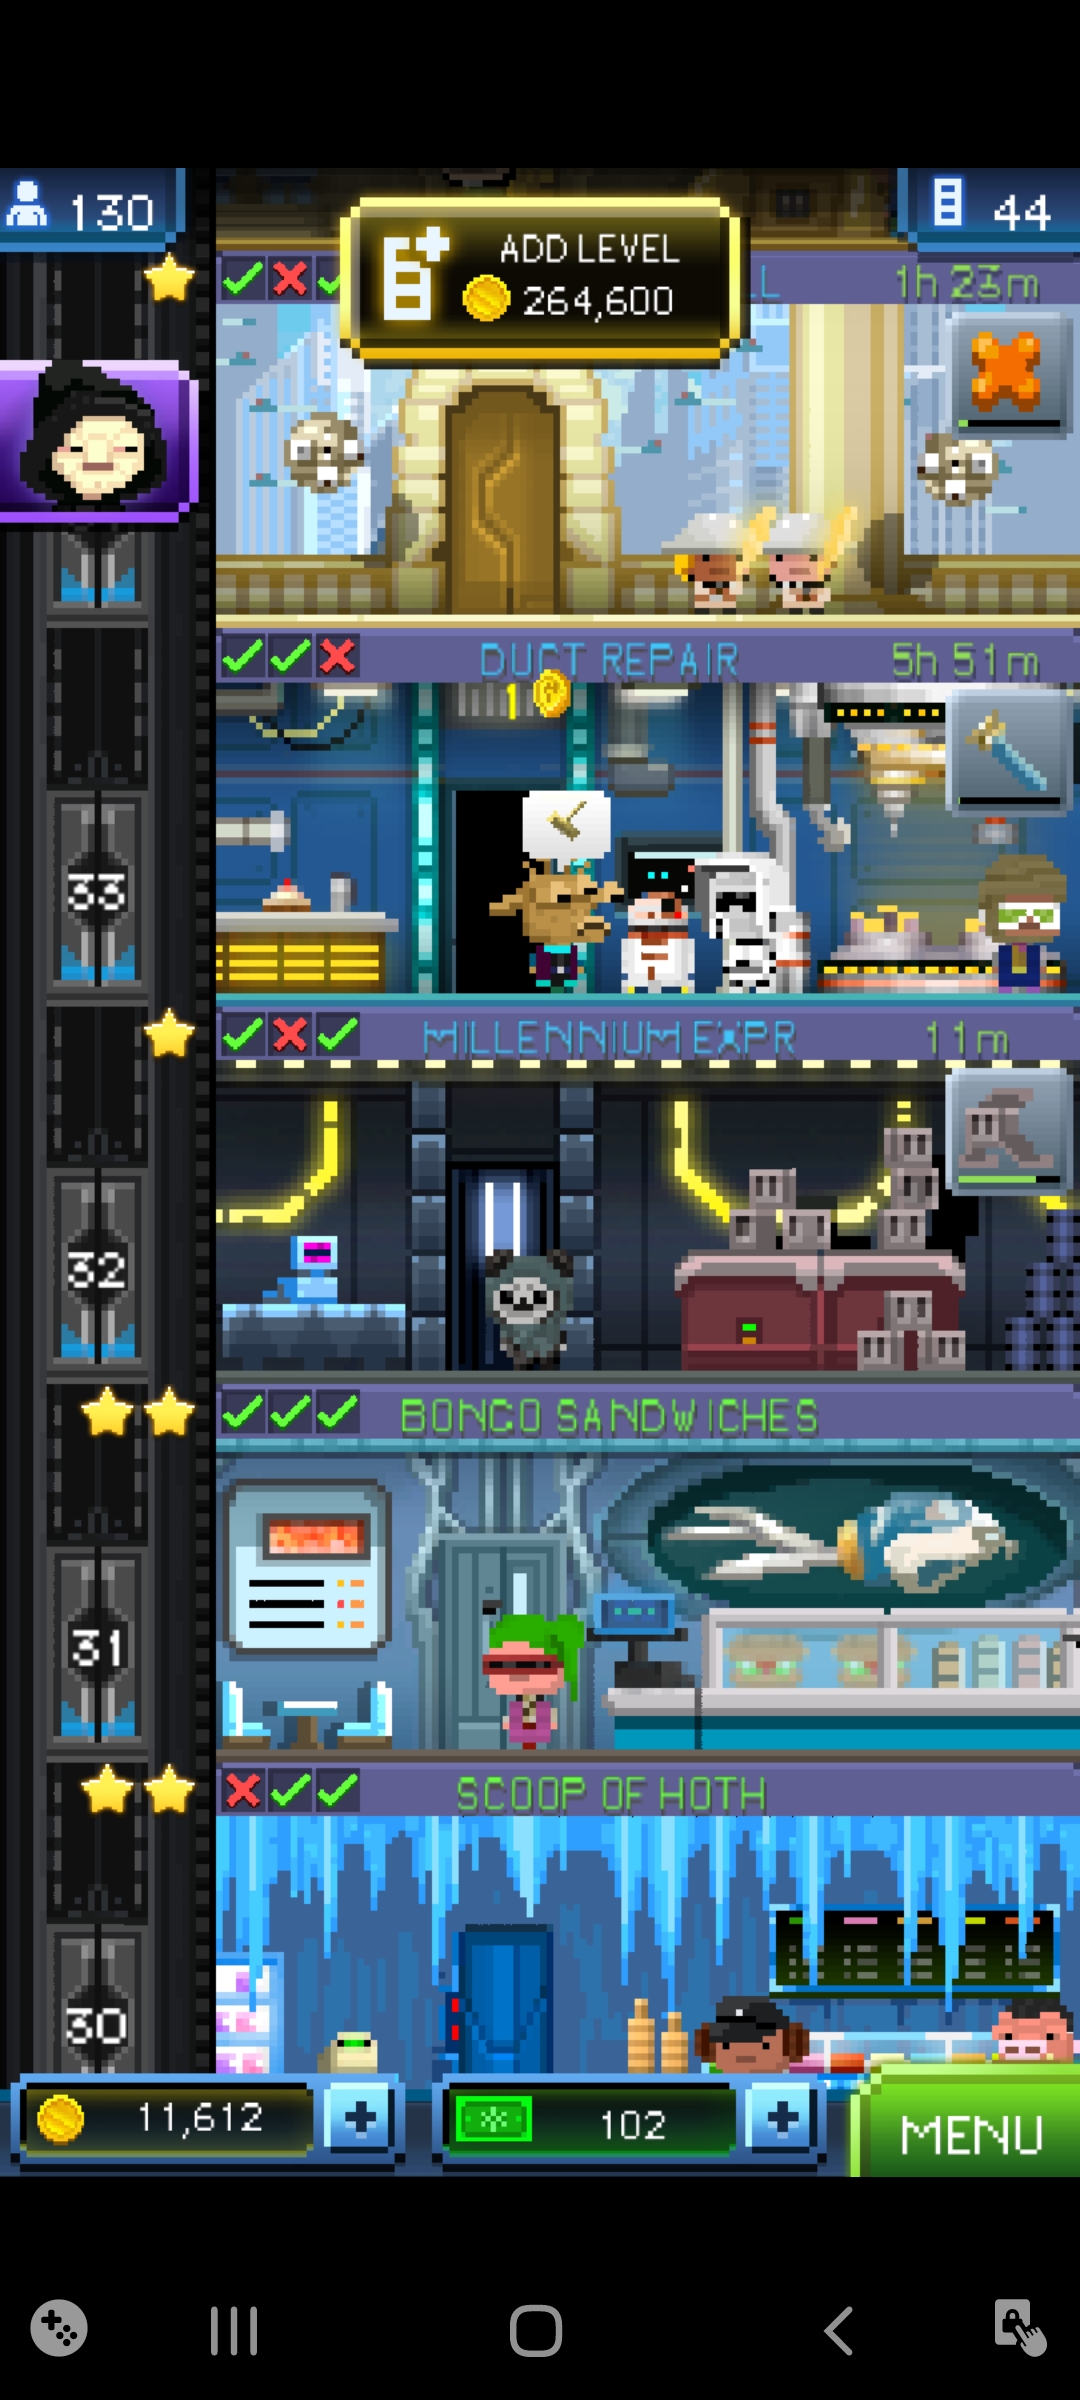 130
44
ADD LEVEL
264,600
1h 23m
DUCT REPAIR
5h 51m
1
33
MILLENNIUM EXPR
11m
32
BONGO SANDWICHES
31
SCOOP OF HOTH
30
11,612
102
MENU